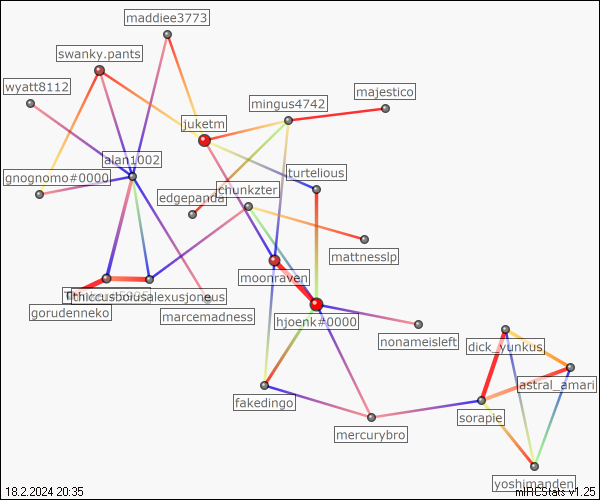 maddiee3773
swanky.pants
wyatt8112
majestico
mingus4742
juketm
alan1002
gnognomo#0000
turtelious
chunkzter
edgepanda
mattnesslp
moonraven
alexusjoneus
gorudenneko
marcemadness
hjoenk#0000
nonameisleft
dick_yunkus
astral_amari
fakedingo
sorapie
mercurybro
yoshimanden
18.2.2024 20:35
mIRCStats v1.25